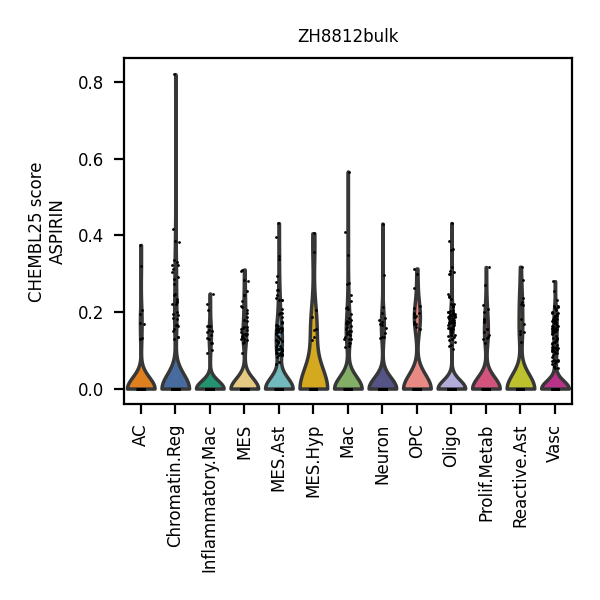 ZH8812bulk
CHEMBL25 score
ASPIRIN
0.8
0.6
0.4
0.2
0.0
AC
Chromatin.Reg
Inflammatory.Mac
MES
MES.Ast
MES.Hyp
Mac
Neuron
OPC
Oligo
Prolif.Metab
Reactive.Ast
Vasc